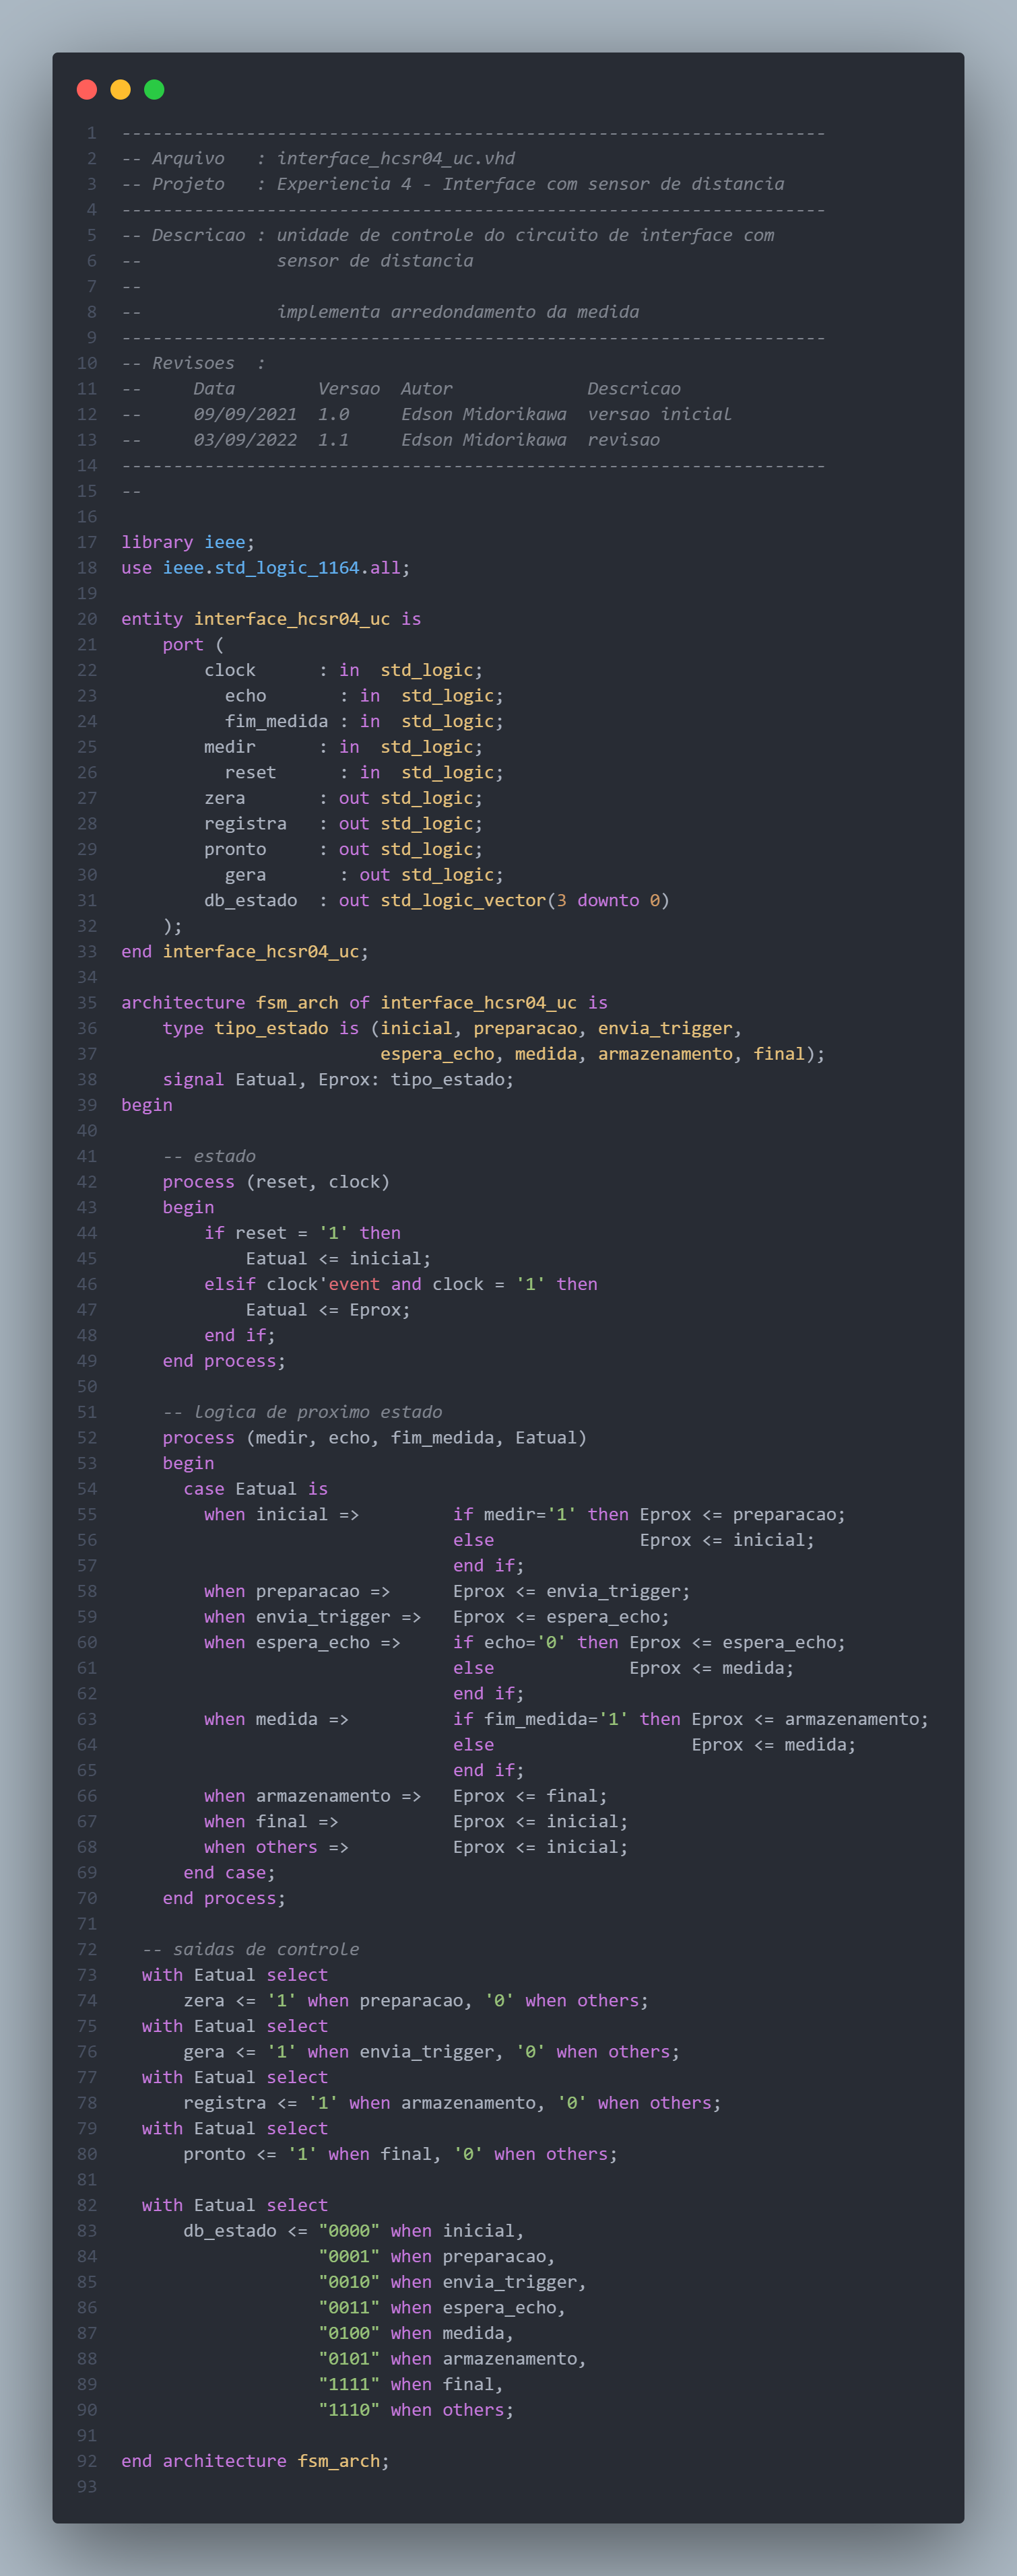 1 --------------------------------------------------------------------
2 -- Arquivo   : interface_hcsr04_uc.vhd
3 -- Projeto   : Experiencia 4 - Interface com sensor de distancia
4 --------------------------------------------------------------------
5 -- Descricao : unidade de controle do circuito de interface com
6 --             sensor de distancia
7 --
8 --             implementa arredondamento da medida
9 --------------------------------------------------------------------
10 -- Revisoes  :
11 --     Data        Versao  Autor             Descricao
12 --     09/09/2021  1.0     Edson Midorikawa  versao inicial
13 --     03/09/2022  1.1     Edson Midorikawa  revisao
14 --------------------------------------------------------------------
15 --
16
17 library ieee;
18 use ieee.std_logic_1164.all;
19
20 entity interface_hcsr04_uc is
21     port (
22         clock      : in  std_logic;
23           echo       : in  std_logic;
24           fim_medida : in  std_logic;
25         medir      : in  std_logic;
26           reset      : in  std_logic;
27         zera       : out std_logic;
28         registra   : out std_logic;
29         pronto     : out std_logic;
30           gera       : out std_logic;
31         db_estado  : out std_logic_vector(3 downto 0)
32     );
33 end interface_hcsr04_uc;
34
35 architecture fsm_arch of interface_hcsr04_uc is
36     type tipo_estado is (inicial, preparacao, envia_trigger,
37                          espera_echo, medida, armazenamento, final);
38     signal Eatual, Eprox: tipo_estado;
39 begin
40
41     -- estado
42     process (reset, clock)
43     begin
44         if reset = '1' then
45             Eatual <= inicial;
46         elsif clock'event and clock = '1' then
47             Eatual <= Eprox;
48         end if;
49     end process;
50
51     -- logica de proximo estado
52     process (medir, echo, fim_medida, Eatual)
53     begin
54       case Eatual is
55         when inicial =>         if medir='1' then Eprox <= preparacao;
56                                 else              Eprox <= inicial;
57                                 end if;
58         when preparacao =>      Eprox <= envia_trigger;
59         when envia_trigger =>   Eprox <= espera_echo;
60         when espera_echo =>     if echo='0' then Eprox <= espera_echo;
61                                 else             Eprox <= medida;
62                                 end if;
63         when medida =>          if fim_medida='1' then Eprox <= armazenamento;
64                                 else                   Eprox <= medida;
65                                 end if;
66         when armazenamento =>   Eprox <= final;
67         when final =>           Eprox <= inicial;
68         when others =>          Eprox <= inicial;
69       end case;
70     end process;
71
72   -- saidas de controle
73   with Eatual select
74       zera <= '1' when preparacao, '0' when others;
75   with Eatual select
76       gera <= '1' when envia_trigger, '0' when others;
77   with Eatual select
78       registra <= '1' when armazenamento, '0' when others;
79   with Eatual select
80       pronto <= '1' when final, '0' when others;
81
82   with Eatual select
83       db_estado <= "0000" when inicial,
84                    "0001" when preparacao,
85                    "0010" when envia_trigger,
86                    "0011" when espera_echo,
87                    "0100" when medida,
88                    "0101" when armazenamento,
89                    "1111" when final,
90                    "1110" when others;
91
92 end architecture fsm_arch;
93